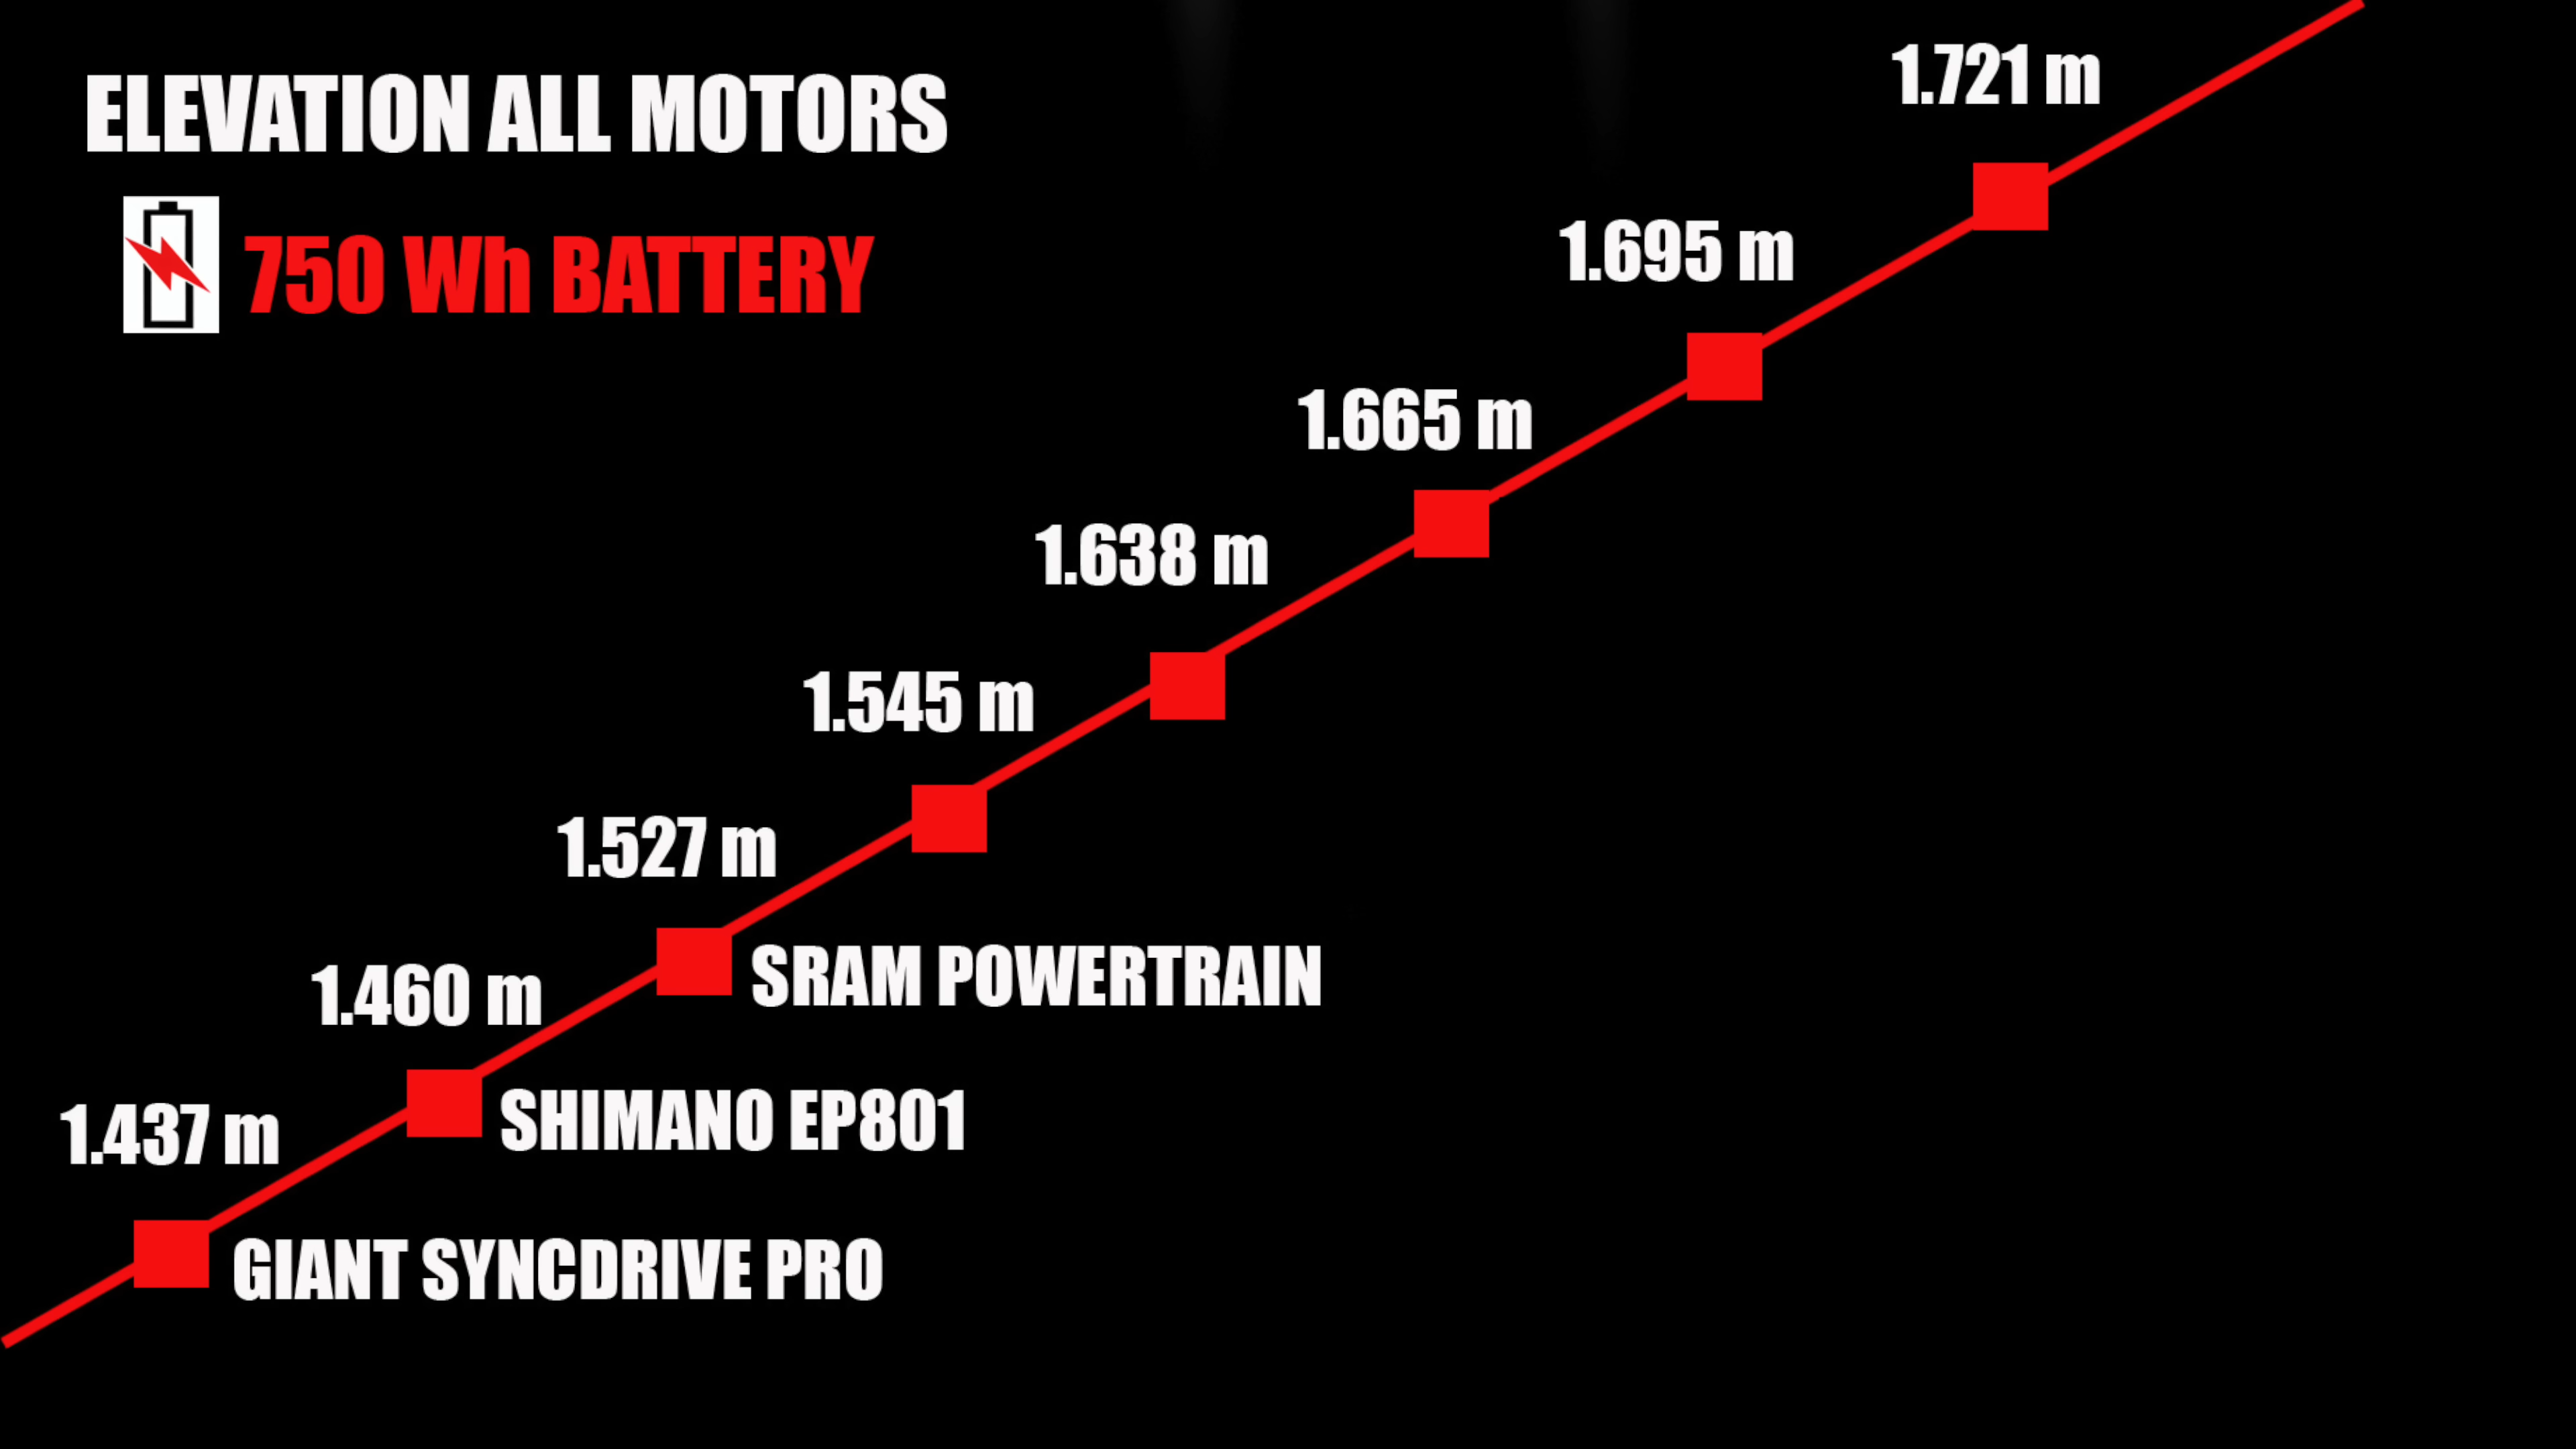 ELEVATION ALL MOTORS
750 Wh BATTERY
1.721 m
1.695 m
1.665 m
1.638 m
1.545 m
1.527 m
SRAM POWERTRAIN
1.460 m
SHIMANO EP801
1.437 m
GIANT SYNCDRIVE PRO